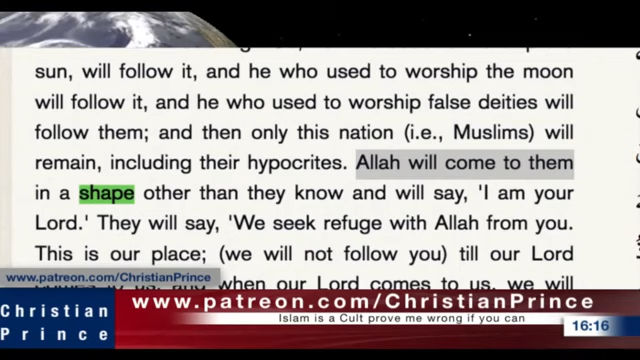 sun, will follow it, and he who used to worship the moon
will follow it, and he who used to worship false deities will
follow them; and then only this nation (i.e., Muslims) will
remain, including their hypocrites. Allah will come to them
in a shape other than they know and will say, 'I am your
Lord.' They will say, 'We seek refuge with Allah from you.
This is our place; (we will not follow you) till our Lord
comes to us, and when our Lord comes to us, we will
www.patreon.com/ChristianPrince
Christian
Prince
www.patreon.com/ChristianPrince
Islam is a Cult prove me wrong if you can
16:16